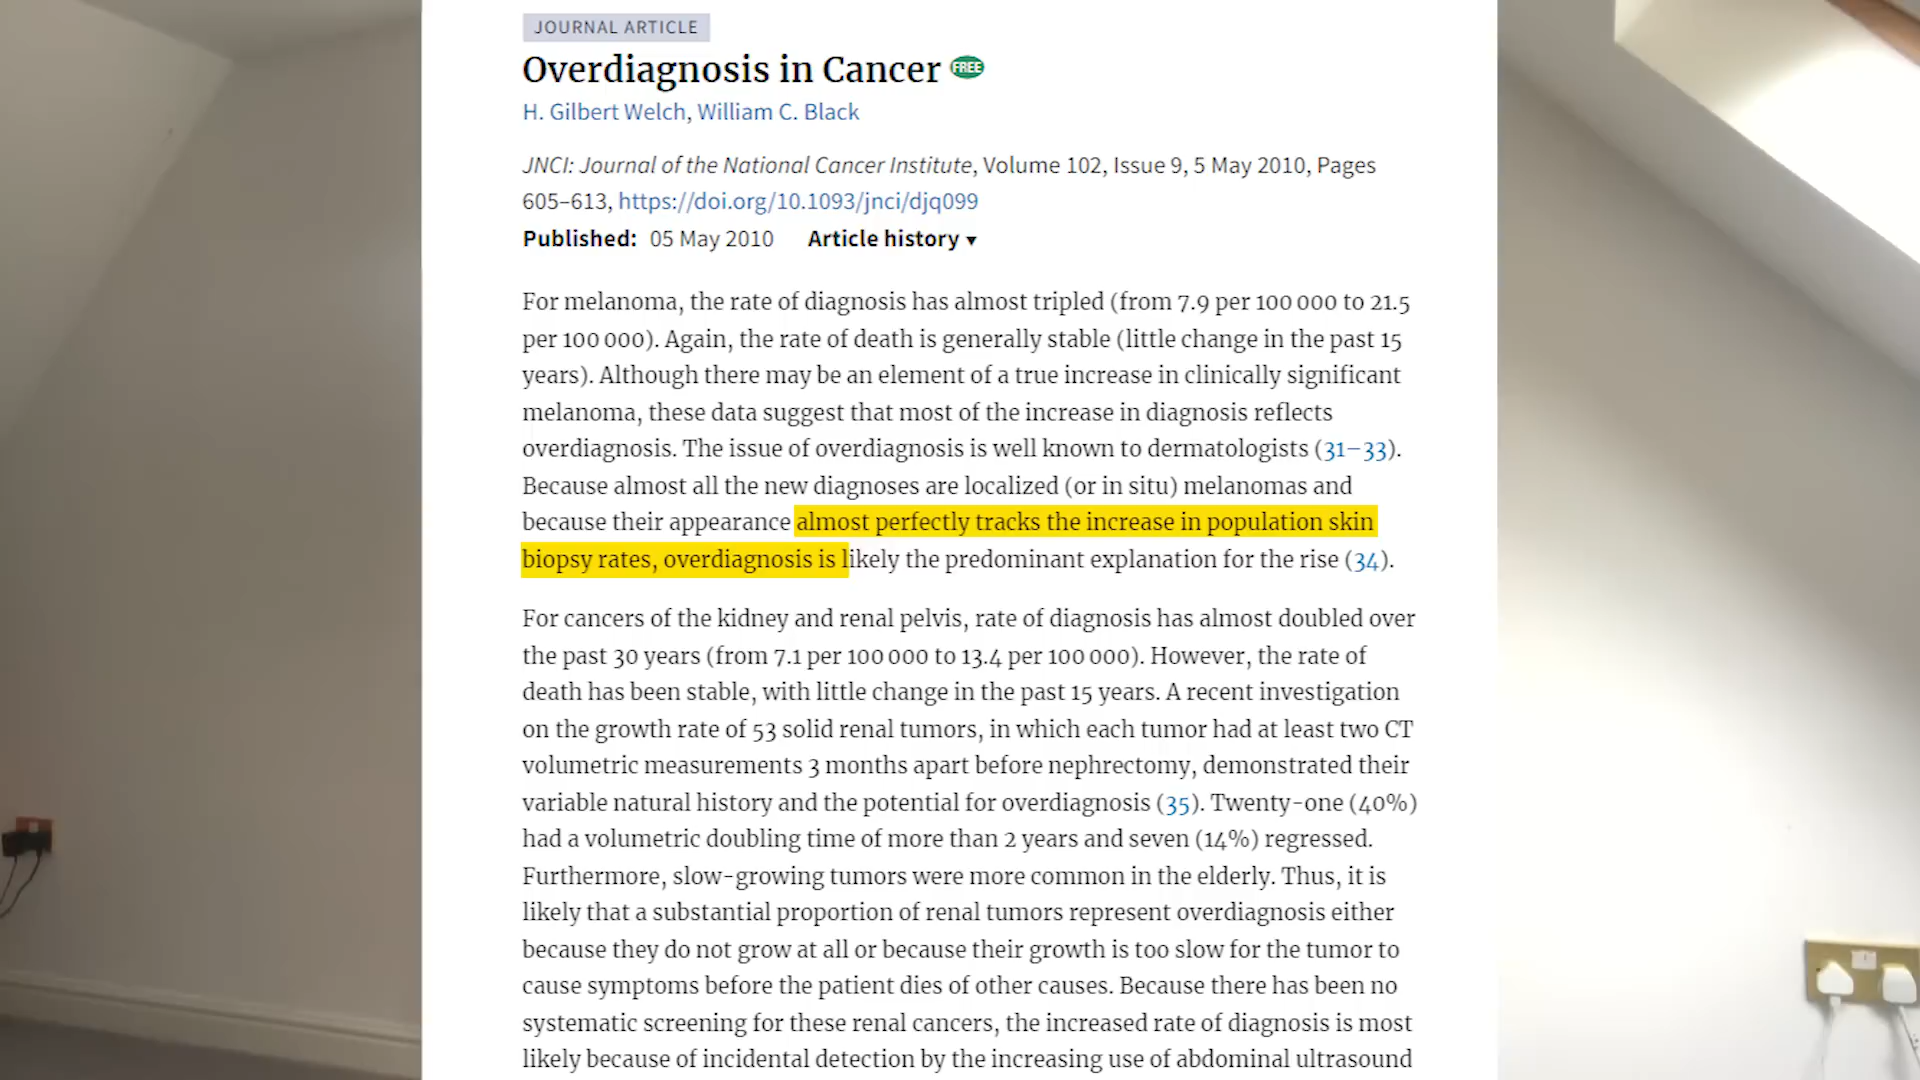 JOURNAL ARTICLE
Overdiagnosis in Cancer FREE
H. Gilbert Welch, William C. Black
JNCI: Journal of the National Cancer Institute, Volume 102, Issue 9, 5 May 2010, Pages
605–613, https://doi.org/10.1093/jnci/djq099
Published: 05 May 2010 Article history ▾
For melanoma, the rate of diagnosis has almost tripled (from 7.9 per 100 000 to 21.5
per 100 000). Again, the rate of death is generally stable (little change in the past 15
years). Although there may be an element of a true increase in clinically significant
melanoma, these data suggest that most of the increase in diagnosis reflects
overdiagnosis. The issue of overdiagnosis is well known to dermatologists (31–33).
Because almost all the new diagnoses are localized (or in situ) melanomas and
because their appearance almost perfectly tracks the increase in population skin
biopsy rates, overdiagnosis is likely the predominant explanation for the rise (34).
For cancers of the kidney and renal pelvis, rate of diagnosis has almost doubled over
the past 30 years (from 7.1 per 100 000 to 13.4 per 100 000). However, the rate of
death has been stable, with little change in the past 15 years. A recent investigation
on the growth rate of 53 solid renal tumors, in which each tumor had at least two CT
volumetric measurements 3 months apart before nephrectomy, demonstrated their
variable natural history and the potential for overdiagnosis (35). Twenty-one (40%)
had a volumetric doubling time of more than 2 years and seven (14%) regressed.
Furthermore, slow-growing tumors were more common in the elderly. Thus, it is
likely that a substantial proportion of renal tumors represent overdiagnosis either
because they do not grow at all or because their growth is too slow for the tumor to
cause symptoms before the patient dies of other causes. Because there has been no
systematic screening for these renal cancers, the increased rate of diagnosis is most
likely because of incidental detection by the increasing use of abdominal ultrasound